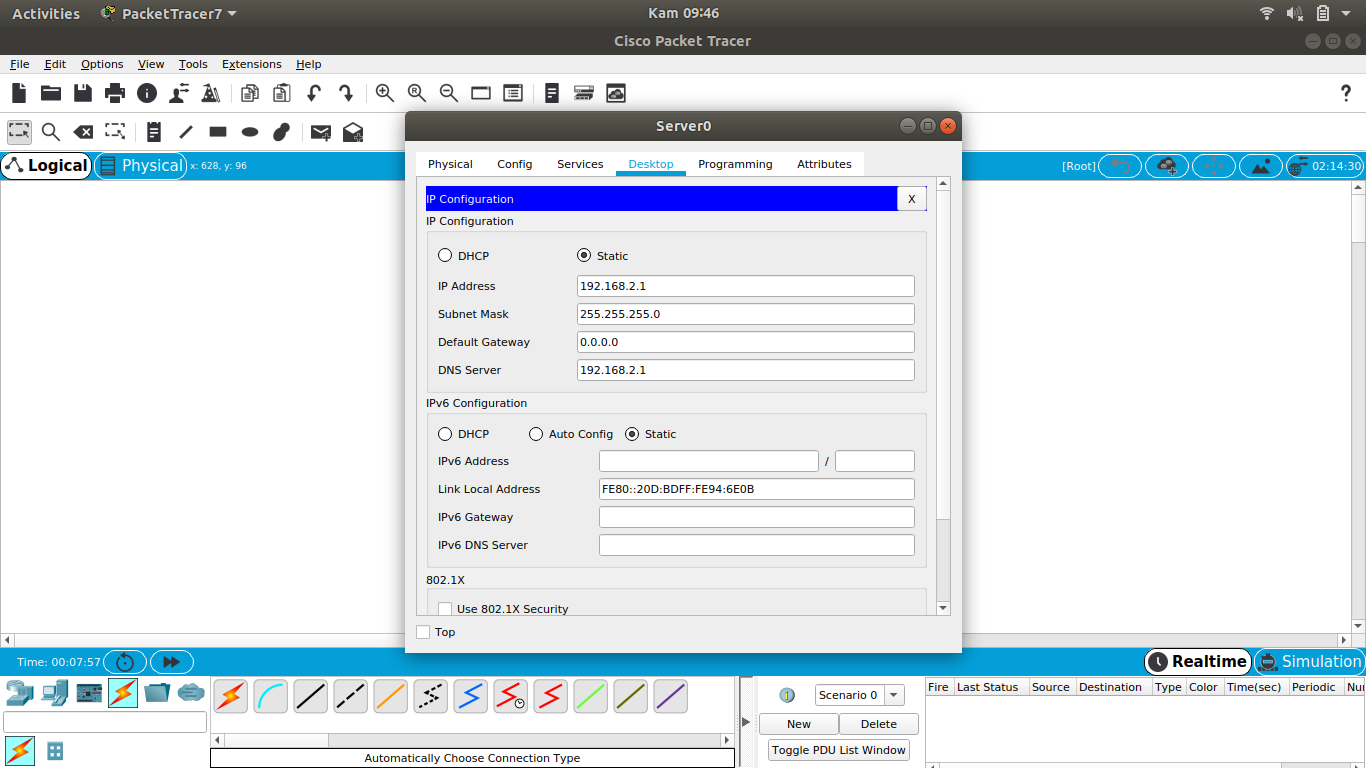 Activities PacketTracer7 Kam 09:46
Cisco Packet Tracer
File Edit Options View Tools Extensions Help
?
Server0
Logical Physical x: 628, y: 96 [Root] 02:14:30
Physical Config Services Desktop Programming Attributes
IP Configuration X
IP Configuration
DHCP Static
IP Address 192.168.2.1
Subnet Mask 255.255.255.0
Default Gateway 0.0.0.0
DNS Server 192.168.2.1
IPv6 Configuration
DHCP Auto Config Static
IPv6 Address /
Link Local Address FE80::20D:BDFF:FE94:6E0B
IPv6 Gateway
IPv6 DNS Server
802.1X
Use 802.1X Security
Top
Time: 00:07:57 Realtime Simulation
Scenario 0
New Delete
Toggle PDU List Window
Fire Last Status Source Destination Type Color Time(sec) Periodic Nur
Automatically Choose Connection Type